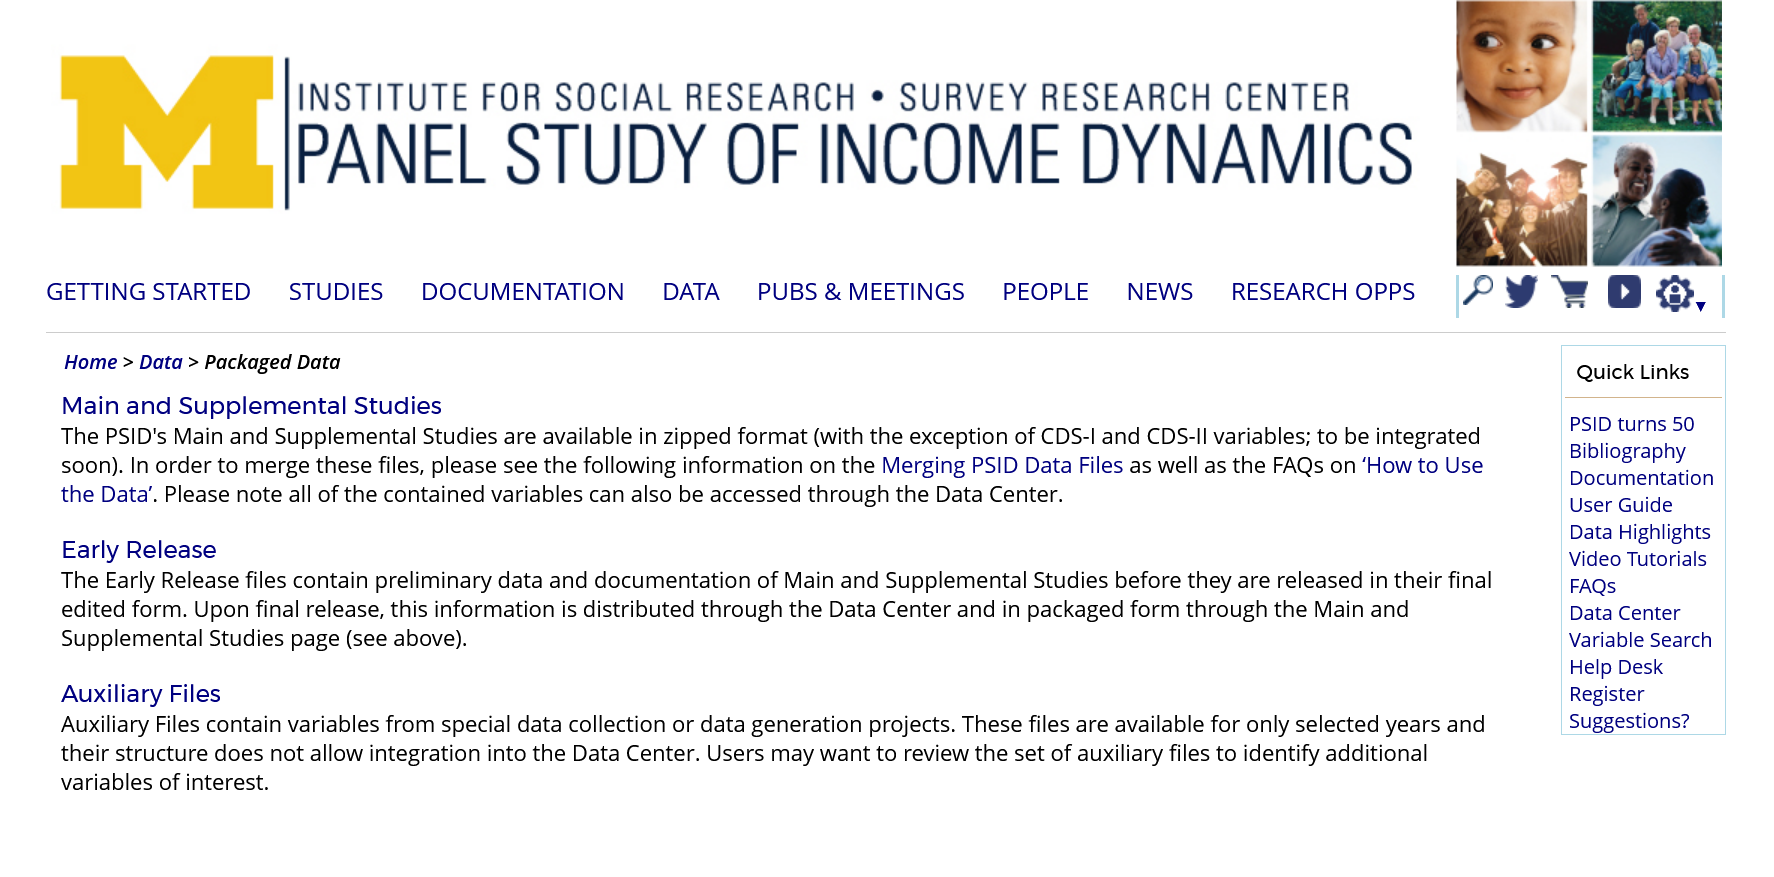 M
INSTITUTE FOR SOCIAL RESEARCH • SURVEY RESEARCH CENTER
PANEL STUDY OF INCOME DYNAMICS
GETTING STARTED STUDIES DOCUMENTATION DATA PUBS & MEETINGS PEOPLE NEWS RESEARCH OPPS
Home > Data > Packaged Data
Main and Supplemental Studies
The PSID's Main and Supplemental Studies are available in zipped format (with the exception of CDS-I and CDS-II variables; to be integrated
soon). In order to merge these files, please see the following information on the Merging PSID Data Files as well as the FAQs on ‘How to Use
the Data’. Please note all of the contained variables can also be accessed through the Data Center.
Early Release
The Early Release files contain preliminary data and documentation of Main and Supplemental Studies before they are released in their final
edited form. Upon final release, this information is distributed through the Data Center and in packaged form through the Main and
Supplemental Studies page (see above).
Auxiliary Files
Auxiliary Files contain variables from special data collection or data generation projects. These files are available for only selected years and
their structure does not allow integration into the Data Center. Users may want to review the set of auxiliary files to identify additional
variables of interest.
Quick Links
PSID turns 50
Bibliography
Documentation
User Guide
Data Highlights
Video Tutorials
FAQs
Data Center
Variable Search
Help Desk
Register
Suggestions?